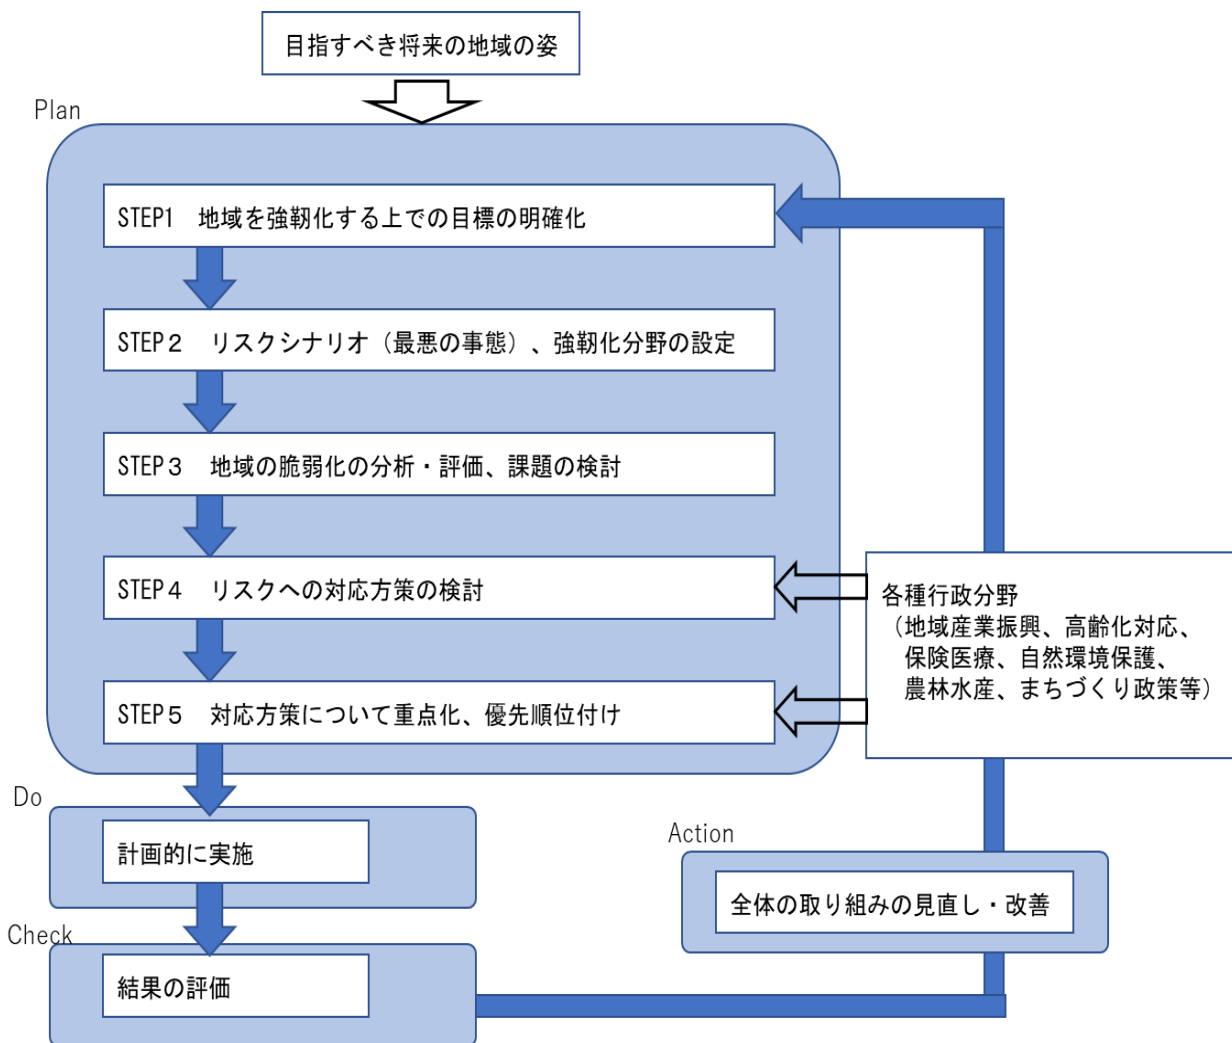 目指すべき将来の地域の姿
Plan
STEP1　地域を強靭化する上での目標の明確化
STEP２　リスクシナリオ（最悪の事態）、強靭化分野の設定
STEP３　地域の脆弱化の分析・評価、課題の検討
STEP４　リスクへの対応方策の検討
STEP５　対応方策について重点化、優先順位付け
各種行政分野
（地域産業振興、高齢化対応、
保険医療、自然環境保護、
農林水産、まちづくり政策等）
Do
計画的に実施
Check
結果の評価
Action
全体の取り組みの見直し・改善